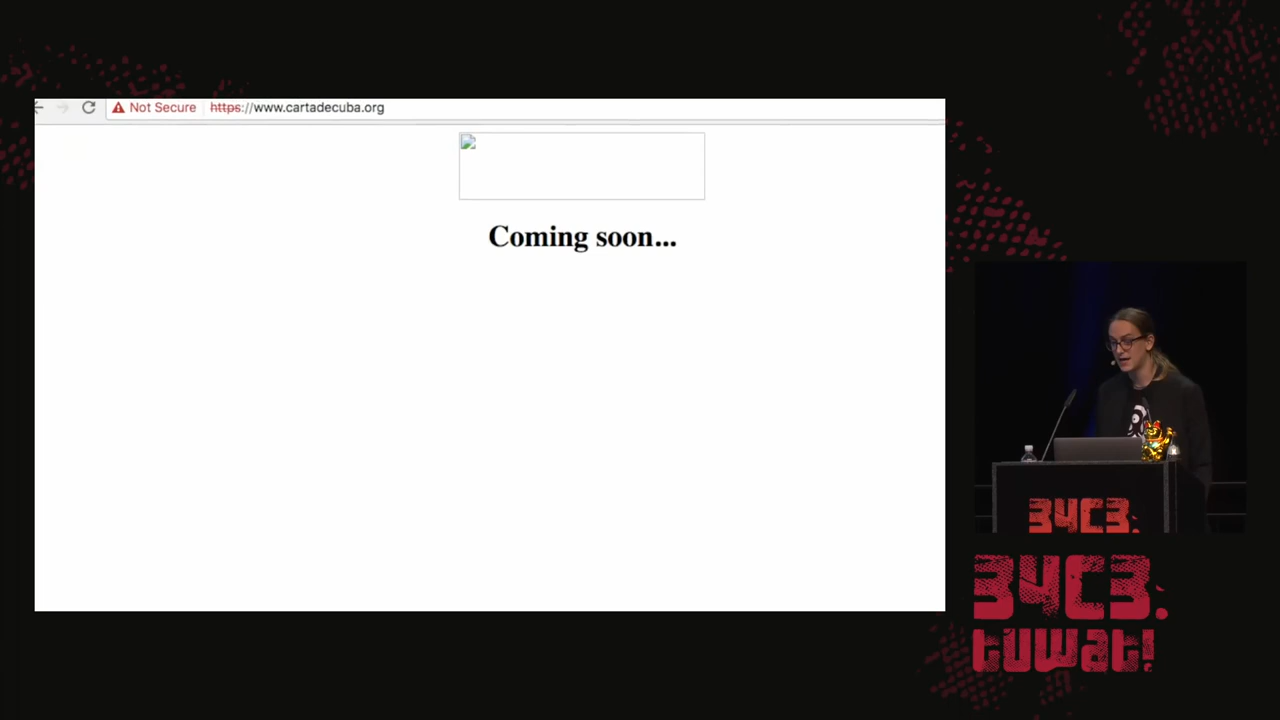 Not Secure https://www.cartadecuba.org
Coming soon...
34C3.
34C3.
tuwat!